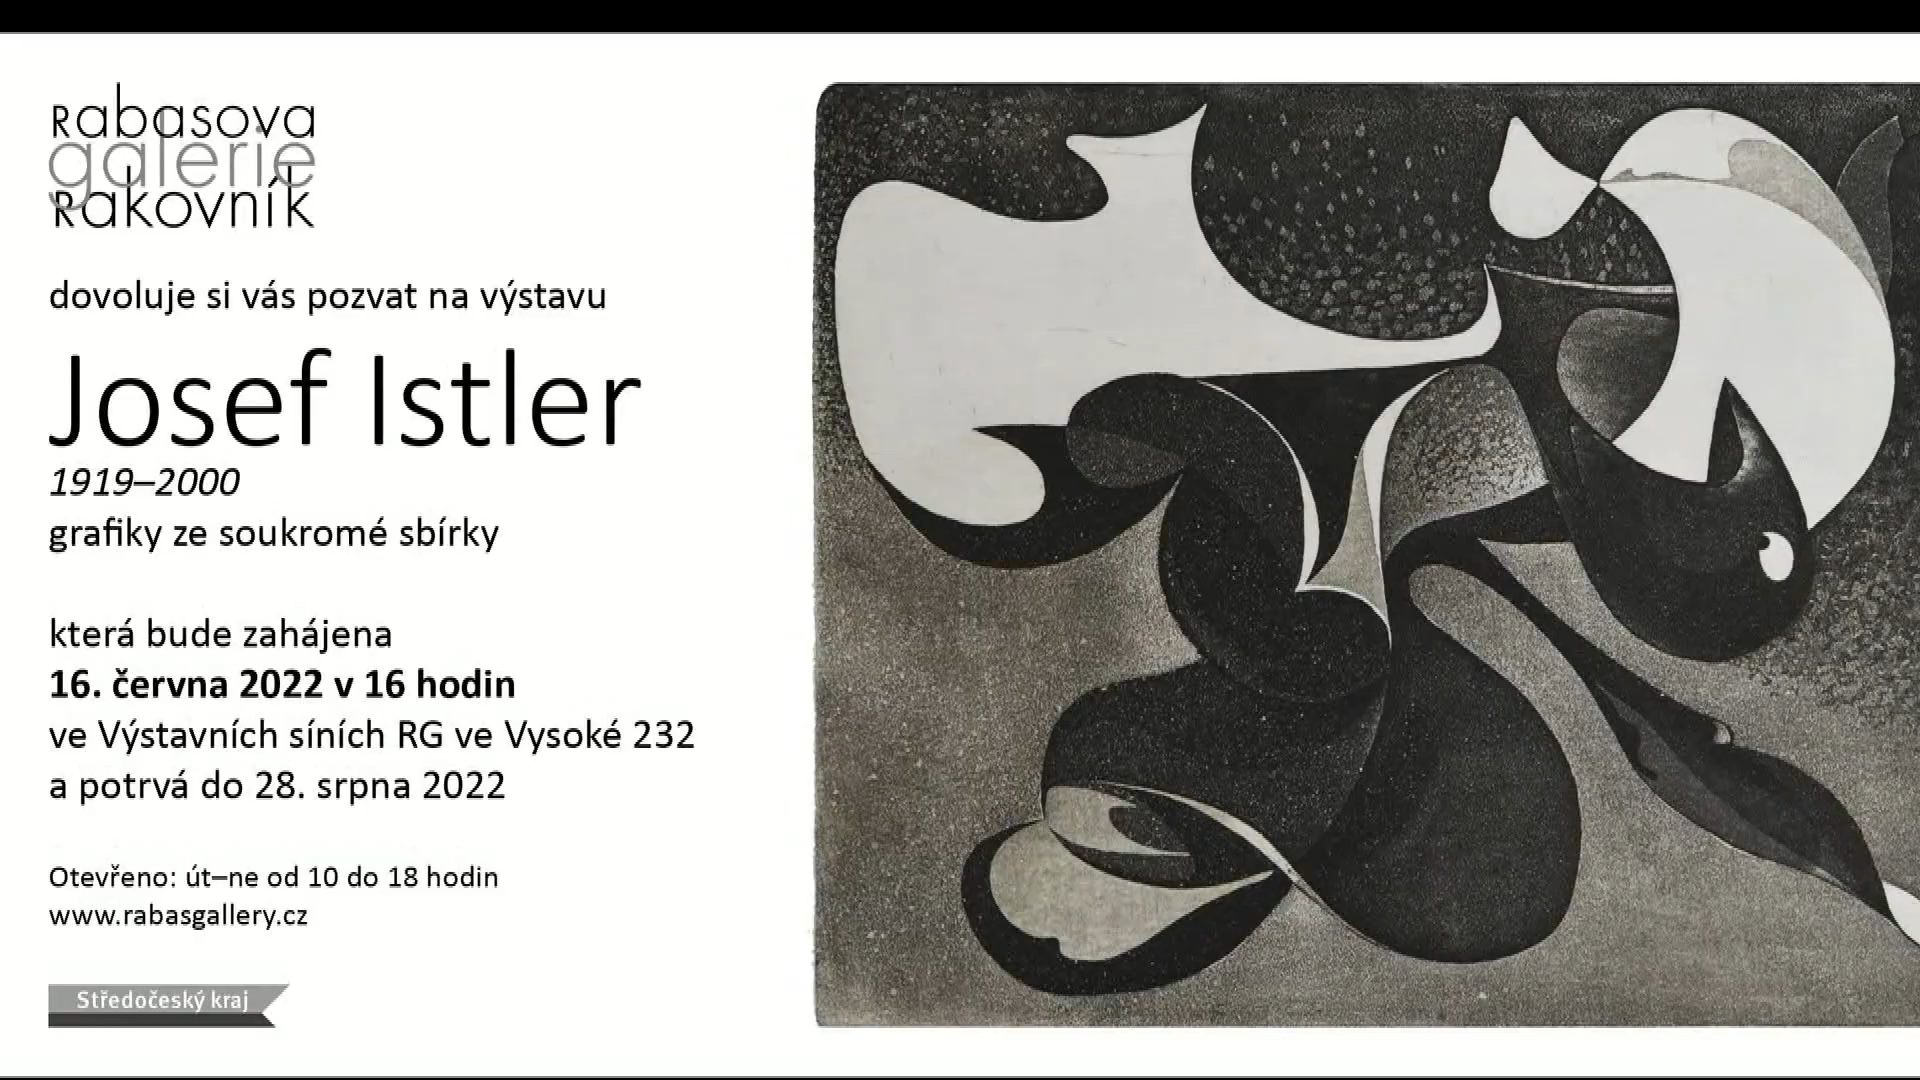 Rabasova
galerie
Rakovník
dovoluje si vás pozvat na výstavu
Josef Istler
1919–2000
grafiky ze soukromé sbírky
která bude zahájena
16. června 2022 v 16 hodin
ve Výstavních síních RG ve Vysoké 232
a potrvá do 28. srpna 2022
Otevřeno: út–ne od 10 do 18 hodin
www.rabasgallery.cz
Středočeský kraj